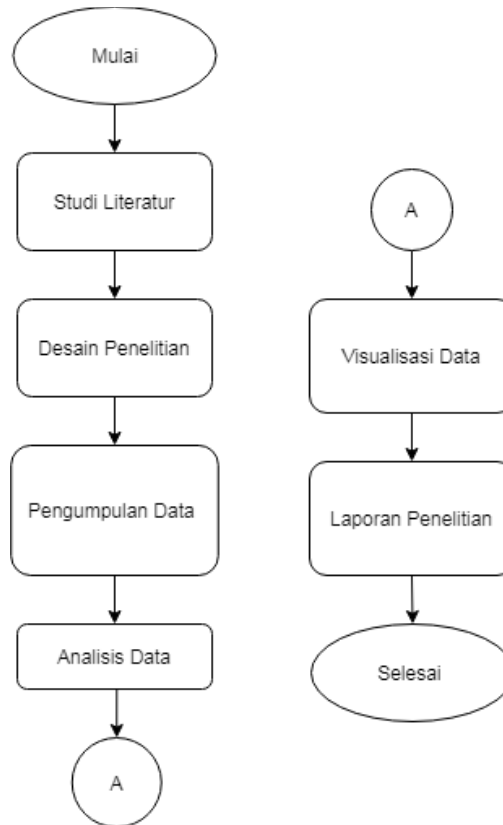 Mulai
Studi Literatur
Desain Penelitian
Pengumpulan Data
Analisis Data
A
A
Visualisasi Data
Laporan Penelitian
Selesai